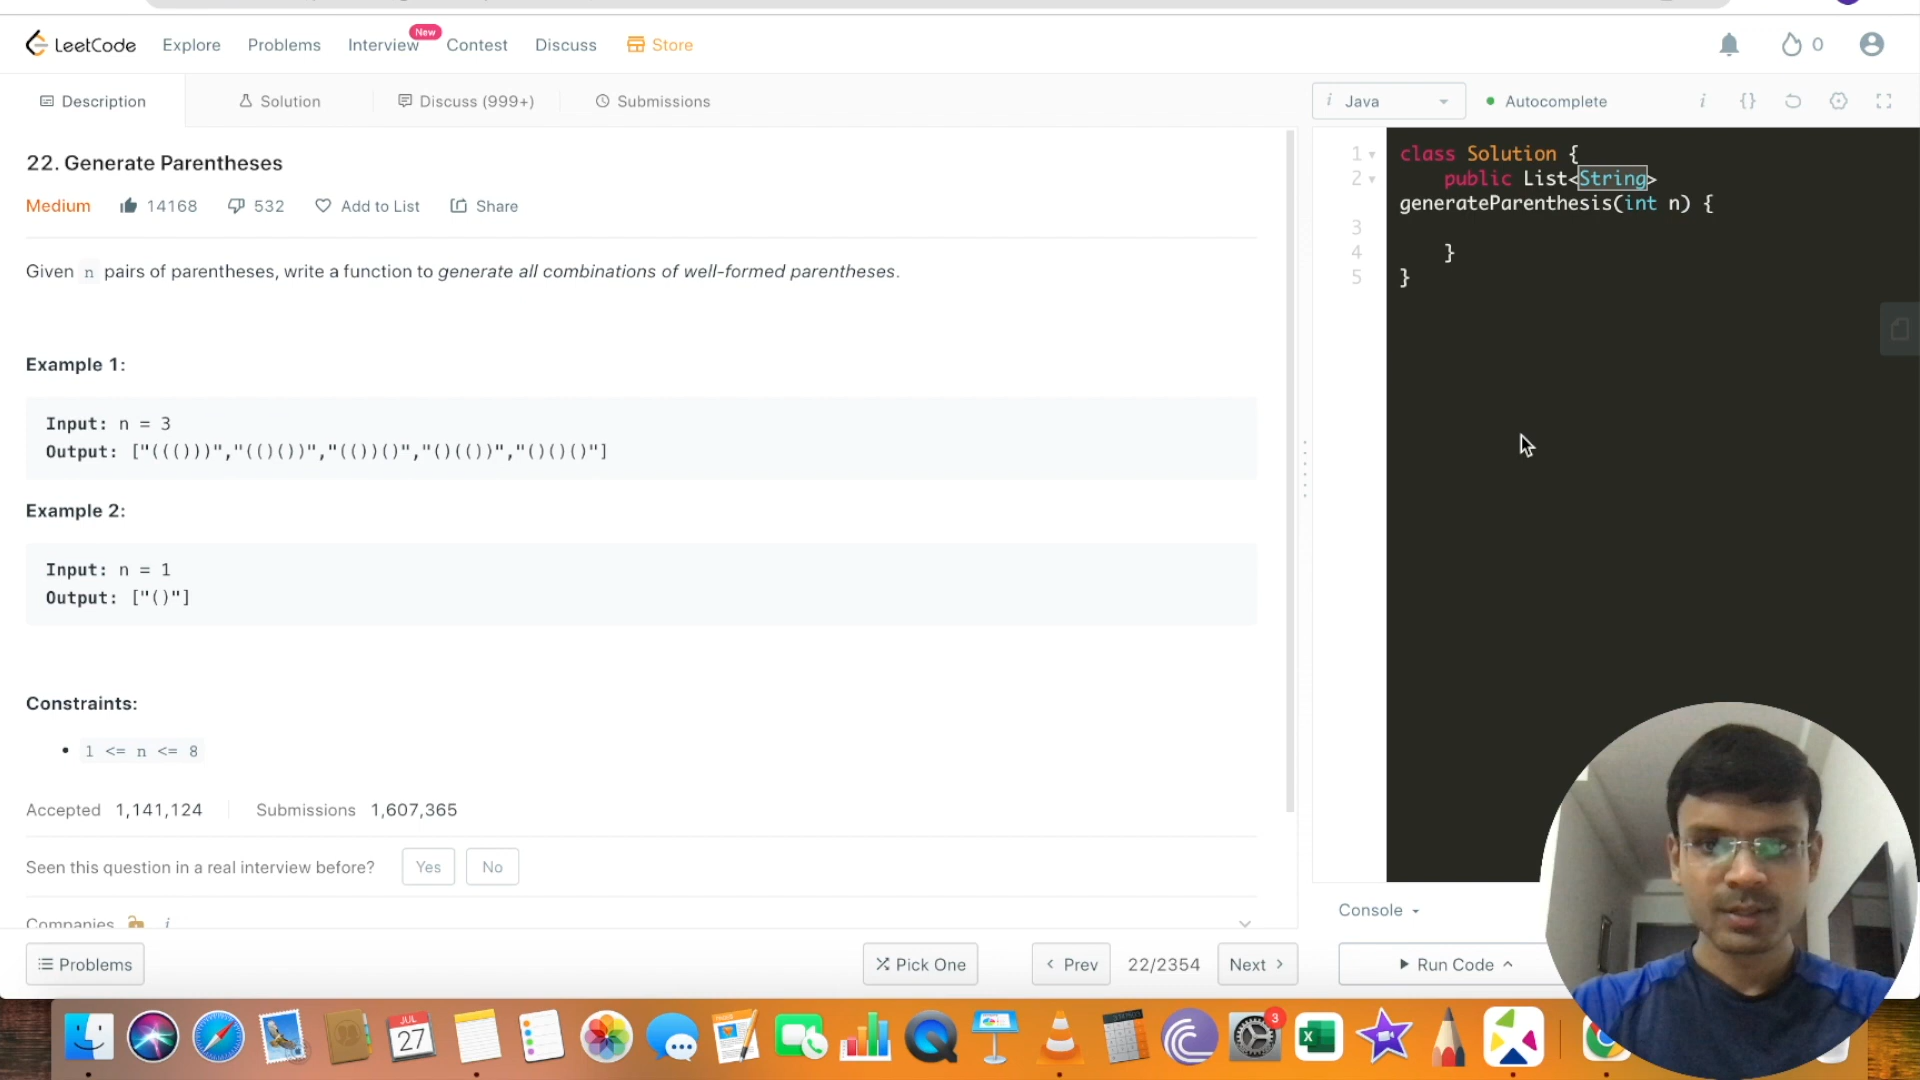 LeetCode Explore Problems Interview New Contest Discuss Store 0
Description Solution Discuss (999+) Submissions
i Java Autocomplete i {}
22. Generate Parentheses
Medium 14168 532 Add to List Share
Given n pairs of parentheses, write a function to generate all combinations of well-formed parentheses.
Example 1:
Input: n = 3
Output: ["((()))","(()())","(())()","()(())","()()()"]
Example 2:
Input: n = 1
Output: ["()"]
Constraints:
• 1 <= n <= 8
Accepted 1,141,124 Submissions 1,607,365
Seen this question in a real interview before? Yes No
Companies i
Problems Pick One < Prev 22/2354 Next >
1 class Solution {
2 public List<String>
generateParenthesis(int n) {
3
4 }
5 }
Console
Run Code
JUL
27
3